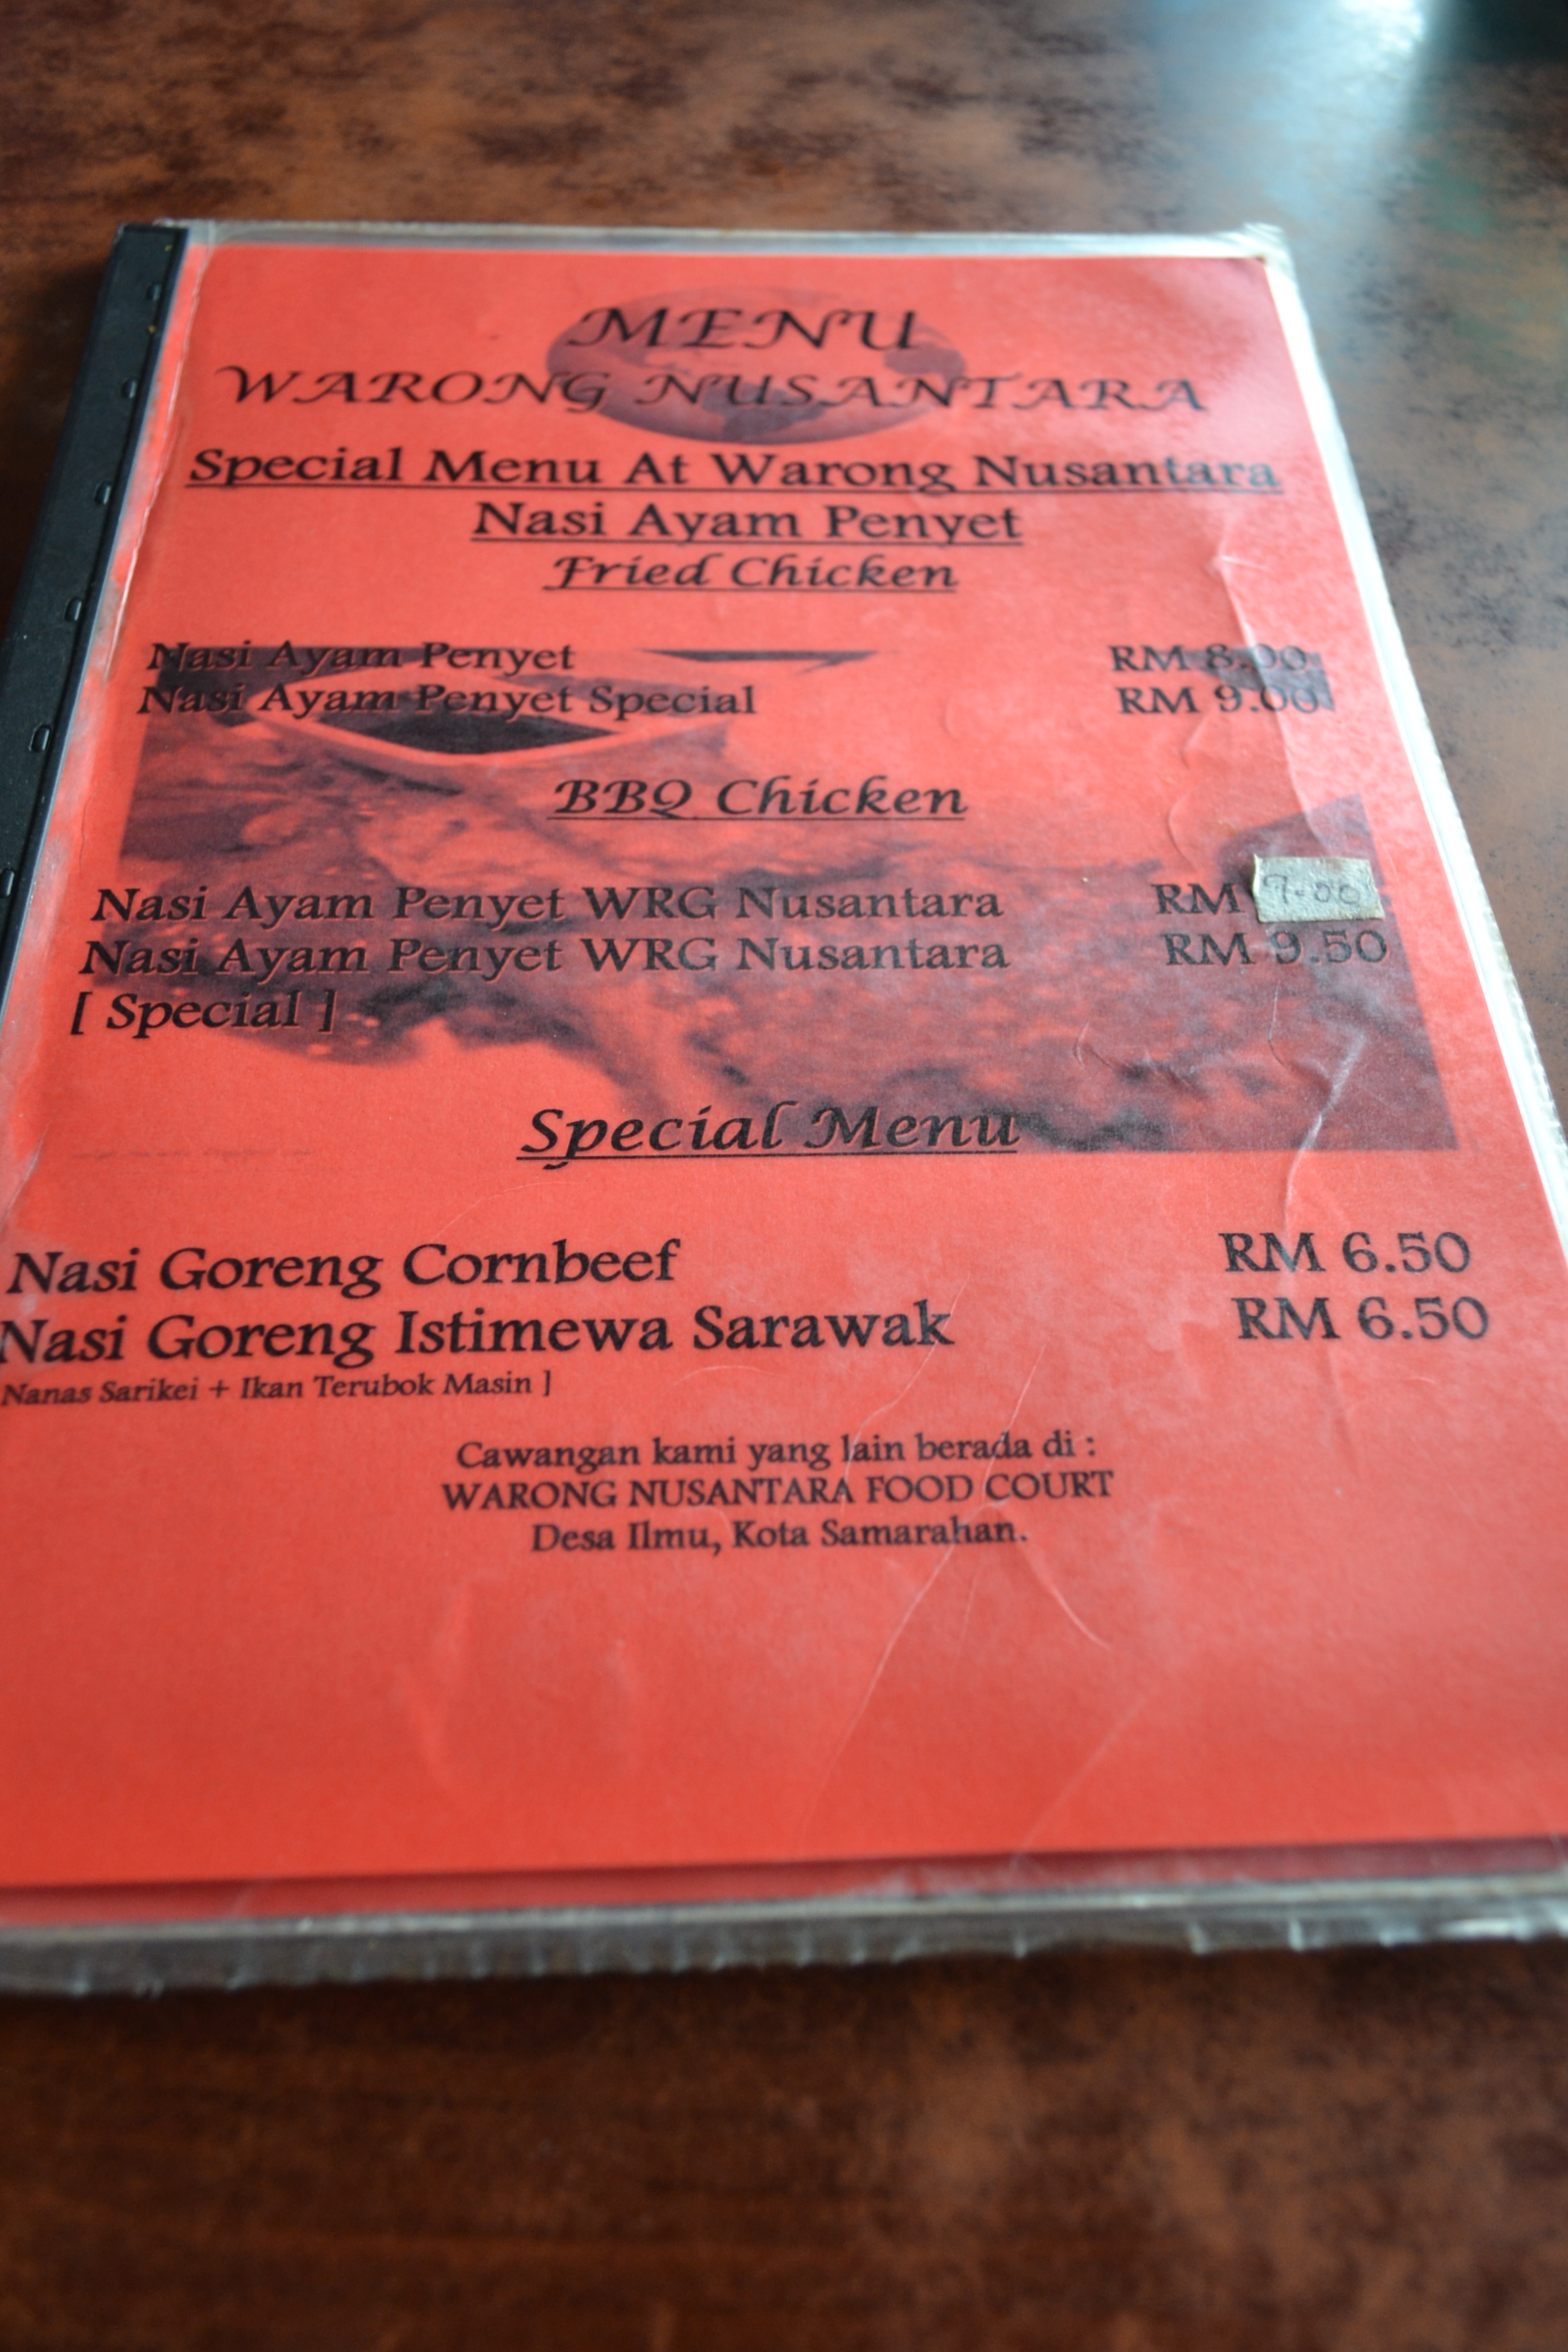 MENU
WARONG NUSANTARA
Special Menu At Warong Nusantara
Nasi Ayam Penyet
Fried Chicken
Nasi Ayam Penyet RM 8.00
Nasi Ayam Penyet Special RM 9.00
BBQ Chicken
Nasi Ayam Penyet WRG Nusantara RM 9.00
Nasi Ayam Penyet WRG Nusantara RM 9.50
[ Special ]
Special Menu
Nasi Goreng Cornbeef RM 6.50
Nasi Goreng Istimewa Sarawak RM 6.50
Nanas Sarikei + Ikan Terubok Masin ]
Cawangan kami yang lain berada di :
WARONG NUSANTARA FOOD COURT
Desa Ilmu, Kota Samarahan.